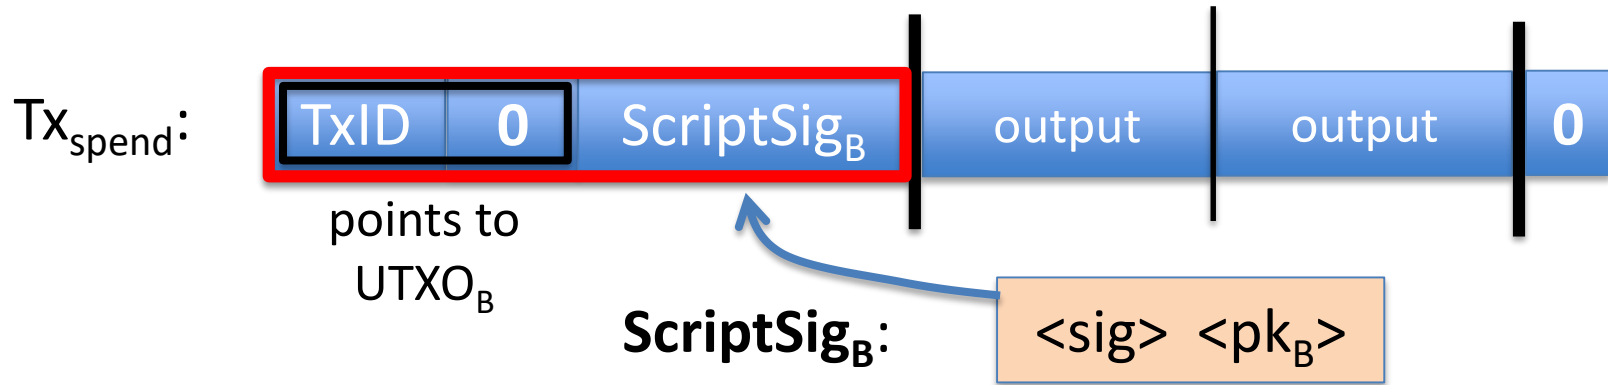 Tx_spend: TxID 0 ScriptSig_B output output 0
points to
UTXO_B
ScriptSig_B: <sig> <pk_B>